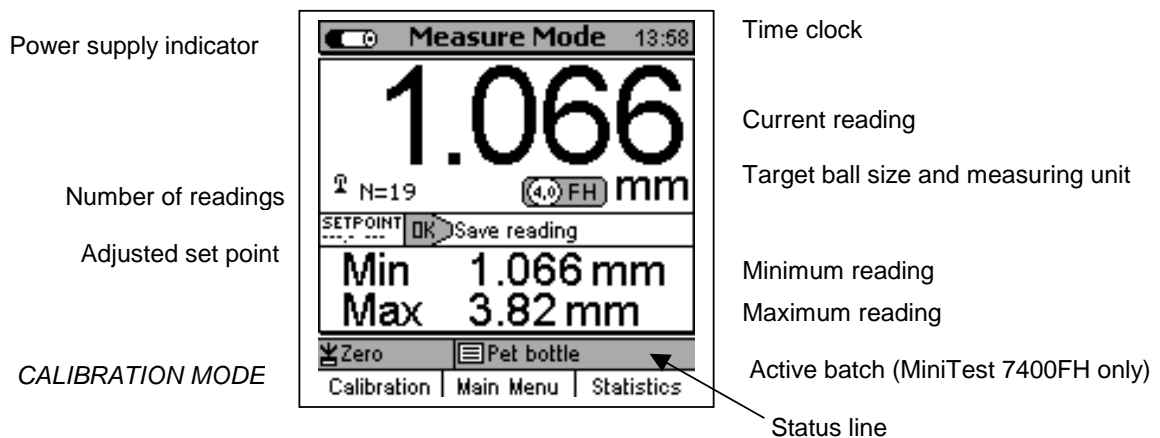 Power supply indicator
Measure Mode 13:58
Time clock
1.066
Current reading
Number of readings
N=19
4,0 FH mm
Target ball size and measuring unit
Adjusted set point
SETPOINT
---.- ---
OK Save reading
Min 1.066 mm
Minimum reading
Max 3.82 mm
Maximum reading
CALIBRATION MODE
Zero
Pet bottle
Active batch (MiniTest 7400FH only)
Calibration Main Menu Statistics
Status line